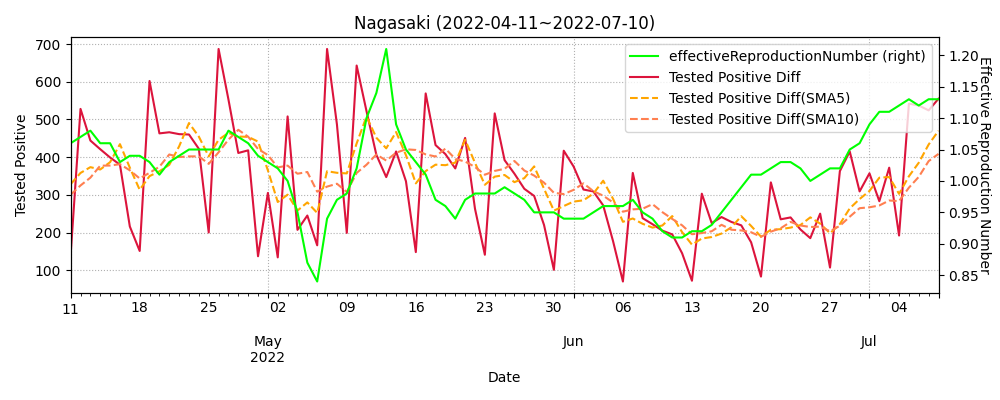 Nagasaki (2022-04-11~2022-07-10)
effectiveReproductionNumber (right)
Tested Positive Diff
Tested Positive Diff(SMA5)
Tested Positive Diff(SMA10)
Tested Positive
700
600
500
400
300
200
100
1.20
1.15
1.10
1.05
1.00
0.95
0.90
0.85
Effective Reproduction Number
11 18 25 02 09 16 23 30 06 13 20 27 04
May Jun Jul
2022
Date